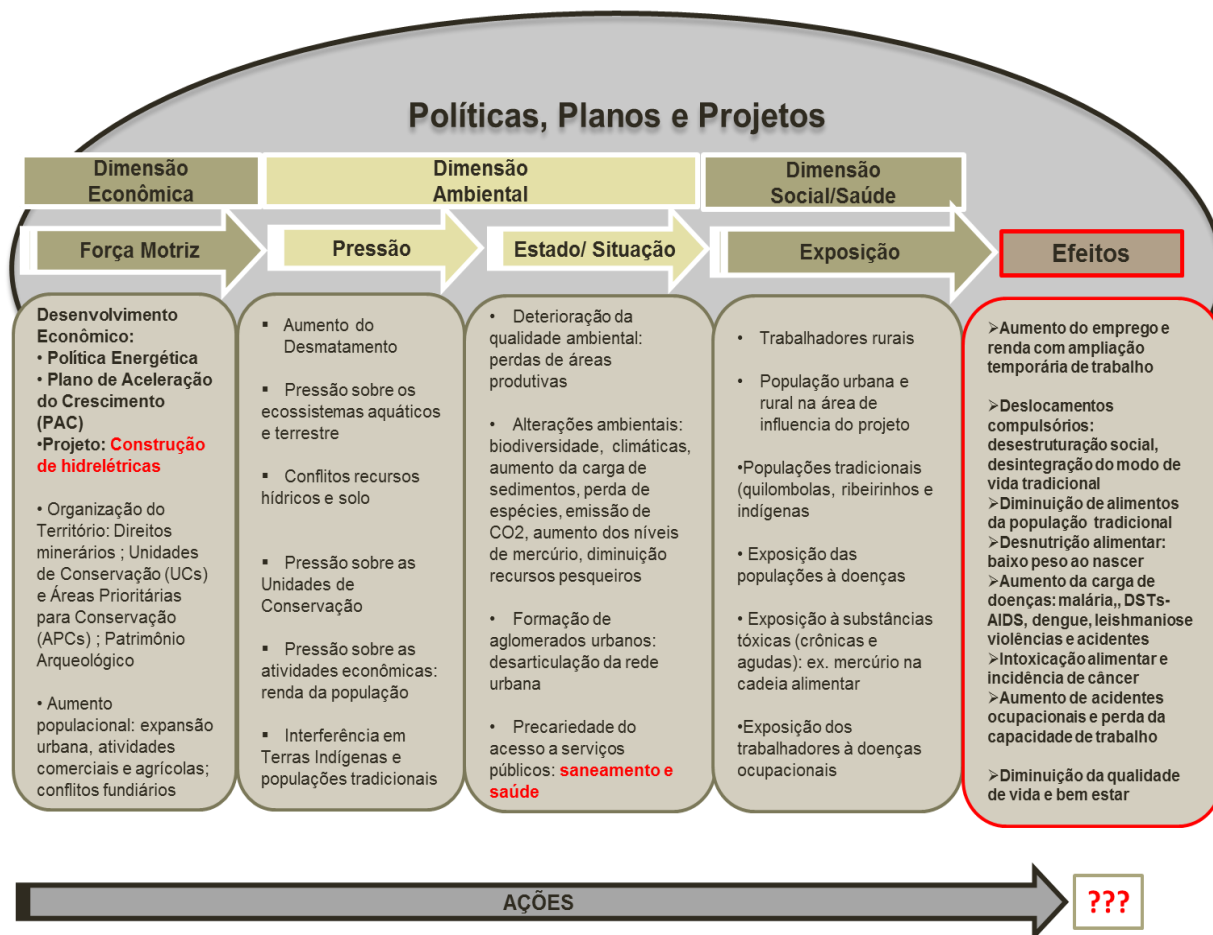 Políticas, Planos e Projetos
Dimensão
Econômica
Dimensão
Ambiental
Dimensão
Social/Saúde
Força Motriz
Pressão
Estado/ Situação
Exposição
Efeitos
Desenvolvimento
Econômico:
• Política Energética
• Plano de Aceleração
do Crescimento
(PAC)
•Projeto: Construção
de hidrelétricas
• Organização do
Território: Direitos
minerários ; Unidades
de Conservação (UCs)
e Áreas Prioritárias
para Conservação
(APCs) ; Patrimônio
Arqueológico
• Aumento
populacional: expansão
urbana, atividades
comerciais e agrícolas;
conflitos fundiários
▪ Aumento do
Desmatamento
▪ Pressão sobre os
ecossistemas aquáticos
e terrestre
▪ Conflitos recursos
hídricos e solo
▪ Pressão sobre as
Unidades de
Conservação
▪ Pressão sobre as
atividades econômicas:
renda da população
▪ Interferência em
Terras Indígenas e
populações tradicionais
• Deterioração da
qualidade ambiental:
perdas de áreas
produtivas
• Alterações ambientais:
biodiversidade, climáticas,
aumento da carga de
sedimentos, perda de
espécies, emissão de
CO2, aumento dos níveis
de mercúrio, diminuição
recursos pesqueiros
• Formação de
aglomerados urbanos:
desarticulação da rede
urbana
• Precariedade do
acesso a serviços
públicos: saneamento e
saúde
• Trabalhadores rurais
• População urbana e
rural na área de
influencia do projeto
•Populações tradicionais
(quilombolas, ribeirinhos e
indígenas
• Exposição das
populações à doenças
• Exposição à substâncias
tóxicas (crônicas e
agudas): ex. mercúrio na
cadeia alimentar
•Exposição dos
trabalhadores à doenças
ocupacionais
➢Aumento do emprego e
renda com ampliação
temporária de trabalho
➢Deslocamentos
compulsórios:
desestruturação social,
desintegração do modo de
vida tradicional
➢Diminuição de alimentos
da população tradicional
➢Desnutrição alimentar:
baixo peso ao nascer
➢Aumento da carga de
doenças: malária,, DSTs-
AIDS, dengue, leishmaniose
violências e acidentes
➢Intoxicação alimentar e
incidência de câncer
➢Aumento de acidentes
ocupacionais e perda da
capacidade de trabalho
➢Diminuição da qualidade
de vida e bem estar
AÇÕES
???